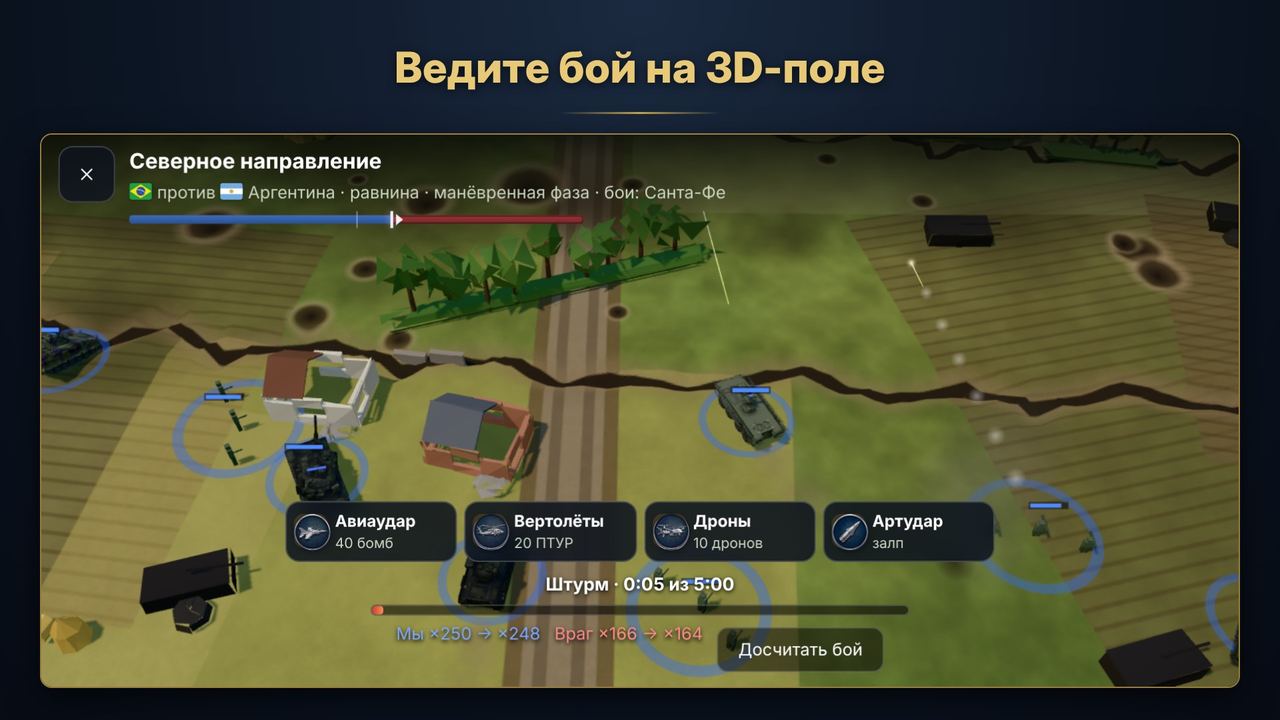 Ведите бой на 3D-поле
Северное направление
против Аргентина · равнина · манёвренная фаза · бои: Санта-Фе
Авиаудар
40 бомб
Вертолёты
20 ПТУР
Дроны
10 дронов
Артудар
залп
Штурм · 0:05 из 5:00
Мы ×250 → ×248 Враг ×166 → ×164
Досчитать бой